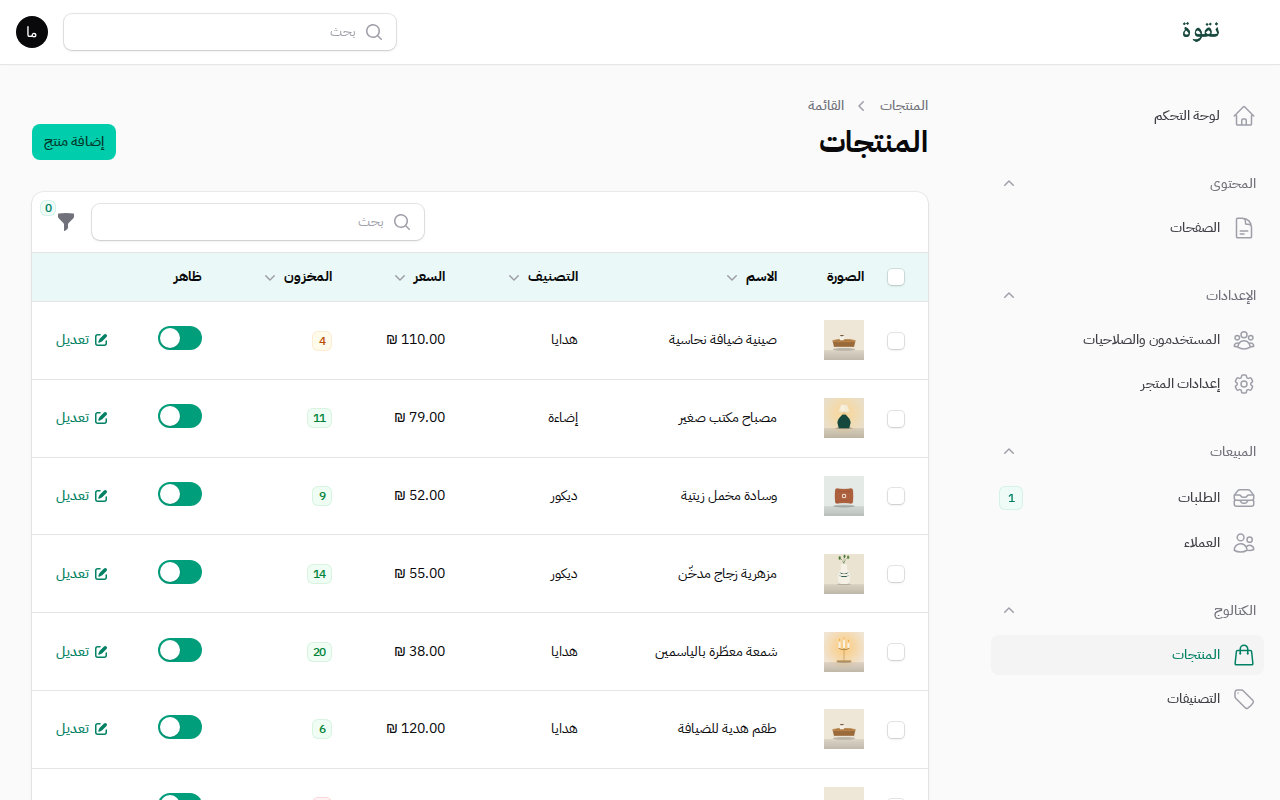 نقوة
بحث
ما
لوحة التحكم
المحتوى
الصفحات
الإعدادات
المستخدمون والصلاحيات
إعدادات المتجر
المبيعات
الطلبات 1
العملاء
الكتالوج
المنتجات
التصنيفات
المنتجات القائمة
المنتجات
إضافة منتج
بحث
0
الصورة الاسم التصنيف السعر المخزون ظاهر
صينية ضيافة نحاسية هدايا 110.00 ₪ 4 تعديل
مصباح مكتب صغير إضاءة 79.00 ₪ 11 تعديل
وسادة مخمل زيتية ديكور 52.00 ₪ 9 تعديل
مزهرية زجاج مدخّن ديكور 55.00 ₪ 14 تعديل
شمعة معطّرة بالياسمين هدايا 38.00 ₪ 20 تعديل
طقم هدية للضيافة هدايا 120.00 ₪ 6 تعديل